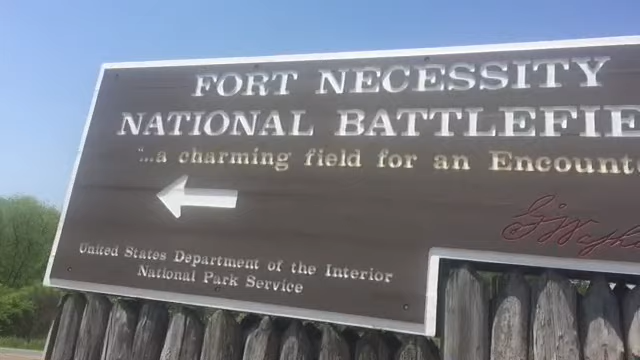 FORT NECESSITY
NATIONAL BATTLEFIE
"...a charming field for an Encount
United States Department of the Interior
National Park Service